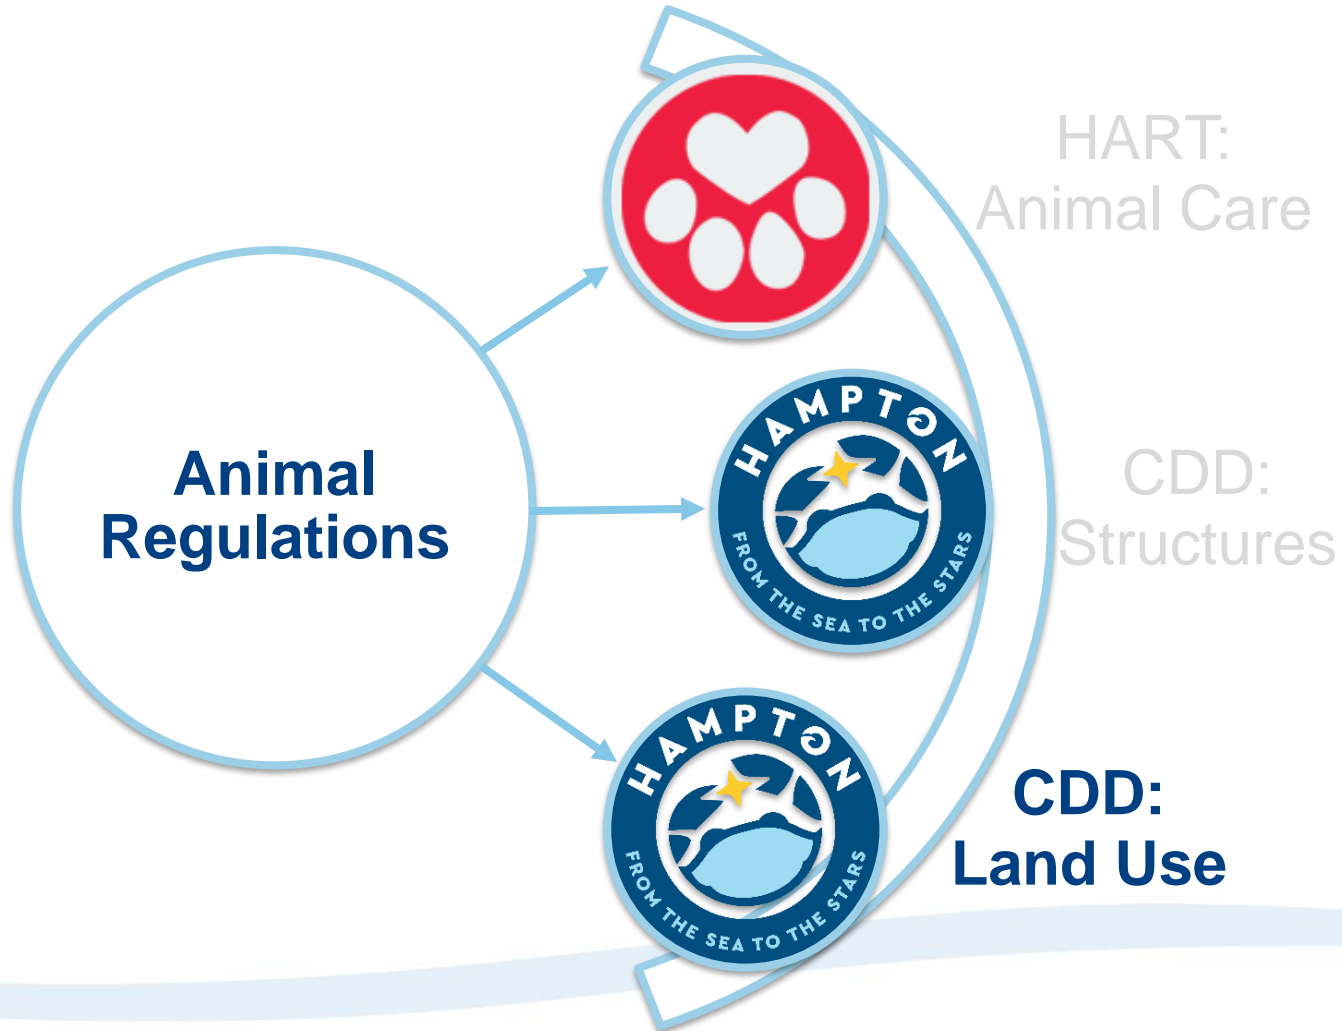 Animal
Regulations
HART:
Animal Care
HAMPTON
FROM THE SEA TO THE STARS
CDD:
Structures
HAMPTON
FROM THE SEA TO THE STARS
CDD:
Land Use